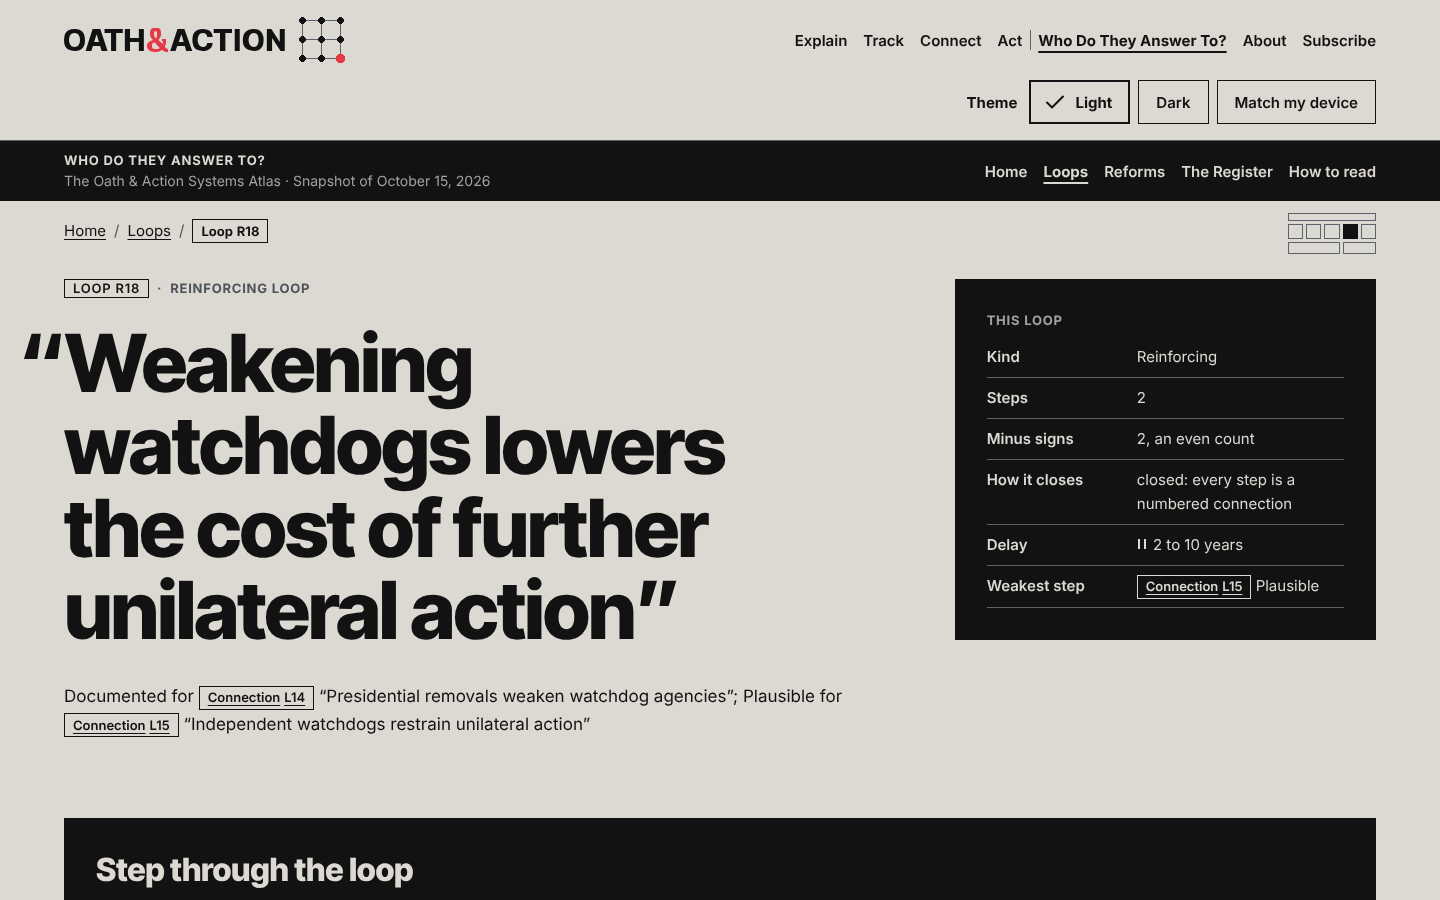 OATH&ACTION
Explain Track Connect Act Who Do They Answer To? About Subscribe
Theme Light Dark Match my device
WHO DO THEY ANSWER TO?
The Oath & Action Systems Atlas · Snapshot of October 15, 2026
Home Loops Reforms The Register How to read
Home / Loops / Loop R18
LOOP R18 · REINFORCING LOOP
“Weakening
watchdogs lowers
the cost of further
unilateral action”
Documented for Connection L14 “Presidential removals weaken watchdog agencies”; Plausible for
Connection L15 “Independent watchdogs restrain unilateral action”
THIS LOOP
Kind Reinforcing
Steps 2
Minus signs 2, an even count
How it closes closed: every step is a
numbered connection
Delay 2 to 10 years
Weakest step Connection L15 Plausible
Step through the loop